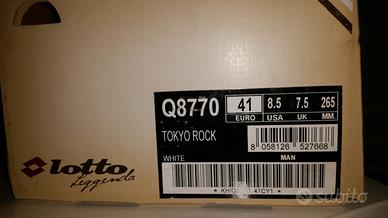 Q8770
41 8.5 7.5 265
EURO USA UK MM.
TOKYO ROCK
8 058126 527668
WHITE MAN
lotto
Leggenda
subito